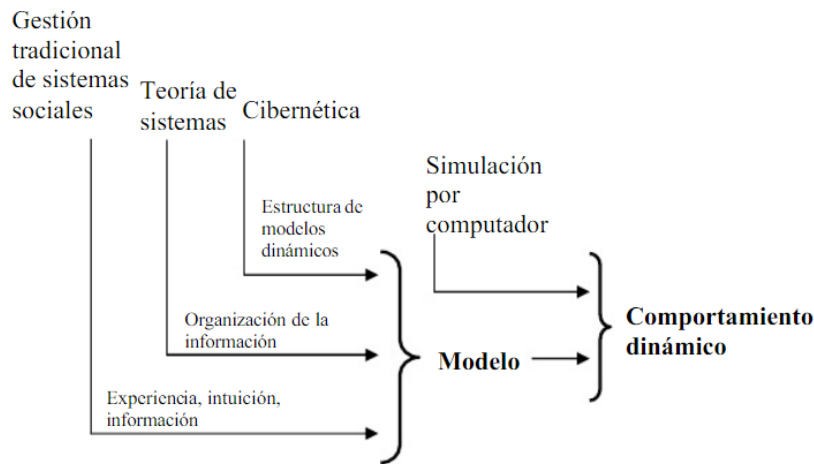 Gestión
tradicional
de sistemas
sociales
Teoría de
sistemas
Cibernética
Simulación
por
computador
Estructura de
modelos
dinámicos
Organización de la
información
Experiencia, intuición,
información
Modelo
Comportamiento
dinámico